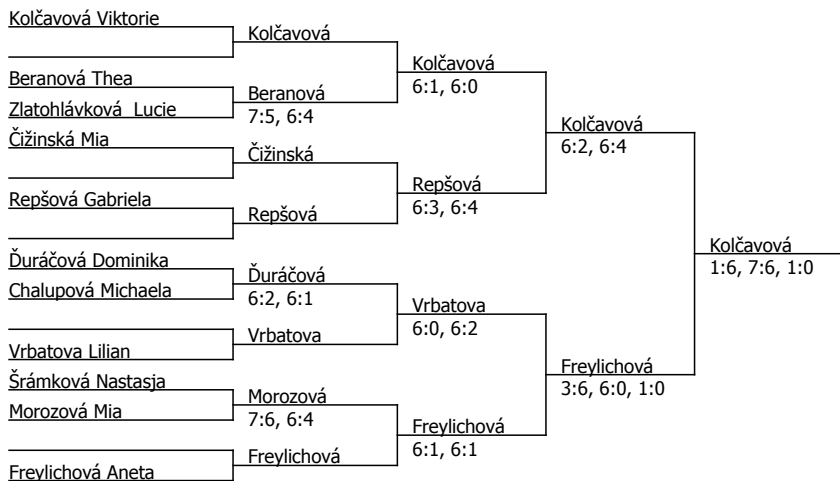 Kolčavová Viktorie
Kolčavová
Kolčavová
6:1, 6:0
Beranová Thea
Beranová
7:5, 6:4
Zlatohlávková Lucie
Kolčavová
6:2, 6:4
Čižinská Mia
Čižinská
Repšová
6:3, 6:4
Repšová Gabriela
Repšová
Kolčavová
1:6, 7:6, 1:0
Ďuráčová Dominika
Ďuráčová
6:2, 6:1
Chalupová Michaela
Vrbatova
6:0, 6:2
Vrbatova
Vrbatova Lilian
Freylichová
3:6, 6:0, 1:0
Šrámková Nastasja
Morozová
7:6, 6:4
Morozová Mia
Freylichová
6:1, 6:1
Freylichová
Freylichová Aneta